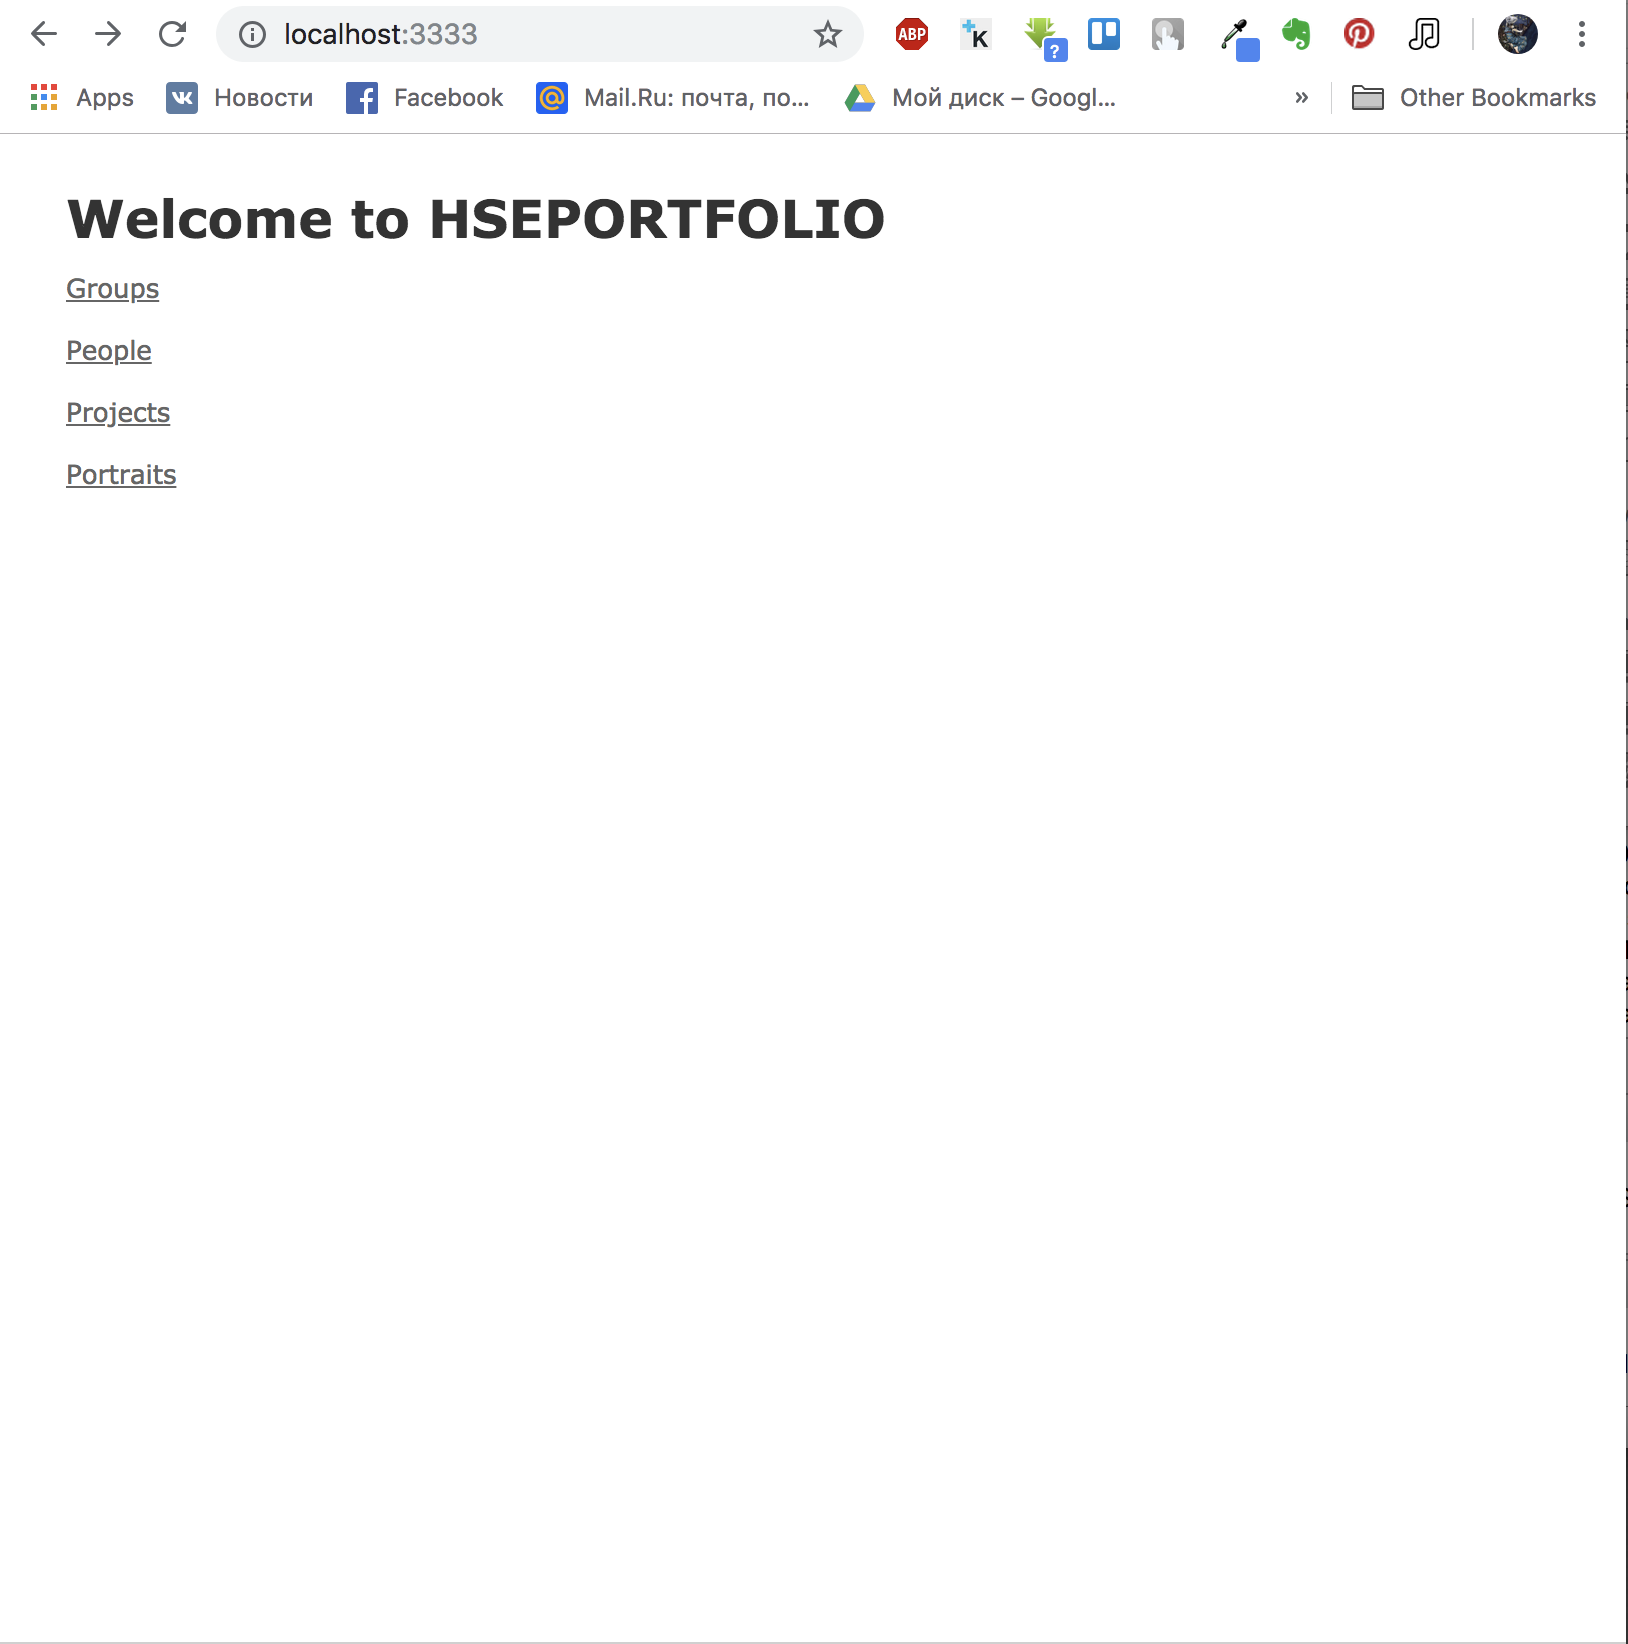 localhost:3333
ABP
K
?
Apps
Новости
Facebook
Mail.Ru: почта, по...
Мой диск – Googl...
»
Other Bookmarks
Welcome to HSEPORTFOLIO
Groups
People
Projects
Portraits